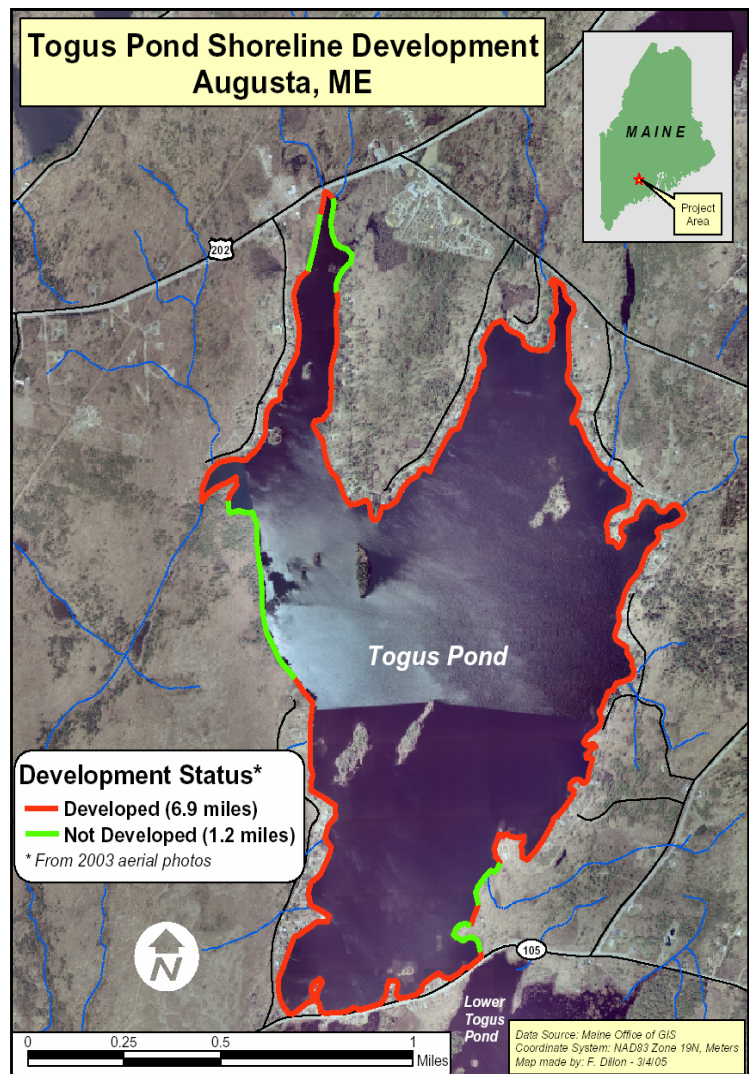 Togus Pond Shoreline Development
Augusta, ME
MAINE
Project
Area
202
Togus Pond
Development Status*
Developed (6.9 miles)
Not Developed (1.2 miles)
* From 2003 aerial photos
N
105
Lower
Togus
Pond
0 0.25 0.5 1
Miles
Data Source: Maine Office of GIS
Coordinate System: NAD83 Zone 19N, Meters
Map made by: F. Dillon - 3/4/05